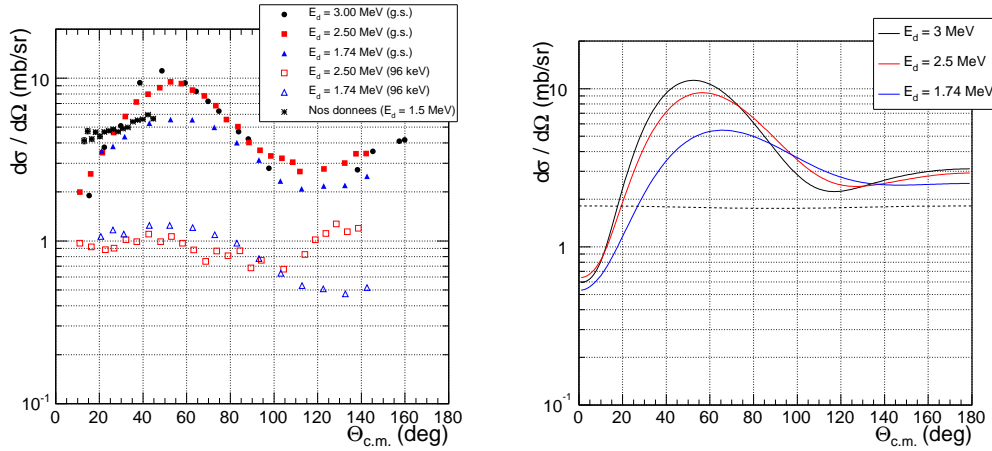 E_d = 3.00 MeV (g.s.)
E_d = 2.50 MeV (g.s.)
E_d = 1.74 MeV (g.s.)
E_d = 2.50 MeV (96 keV)
E_d = 1.74 MeV (96 keV)
Nos donnees (E_d = 1.5 MeV)
dσ / dΩ (mb/sr)
10
1
10⁻¹
0 20 40 60 80 100 120 140 160 180
Θ_c.m. (deg)
E_d = 3 MeV
E_d = 2.5 MeV
E_d = 1.74 MeV
dσ / dΩ (mb/sr)
10
1
10⁻¹
0 20 40 60 80 100 120 140 160 180
Θ_c.m. (deg)